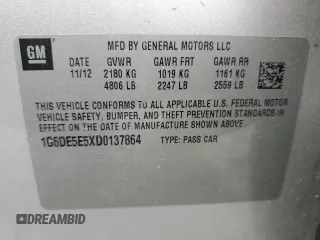 GM
MFD BY GENERAL MOTORS LLC
DATE GVWR GAWR FRT GAWR RR
11/12 2180 KG 1019 KG 1161 KG
4806 LB 2247 LB 2559 LB
THIS VEHICLE CONFORMS TO ALL APPLICABLE U.S. FEDERAL
VEHICLE SAFETY, BUMPER, AND THEFT PREVENTION STANDARDS IN
EFFECT ON THE DATE OF MANUFACTURE SHOWN ABOVE.
1G6DE5E5XD0137864 TYPE: PASS CAR